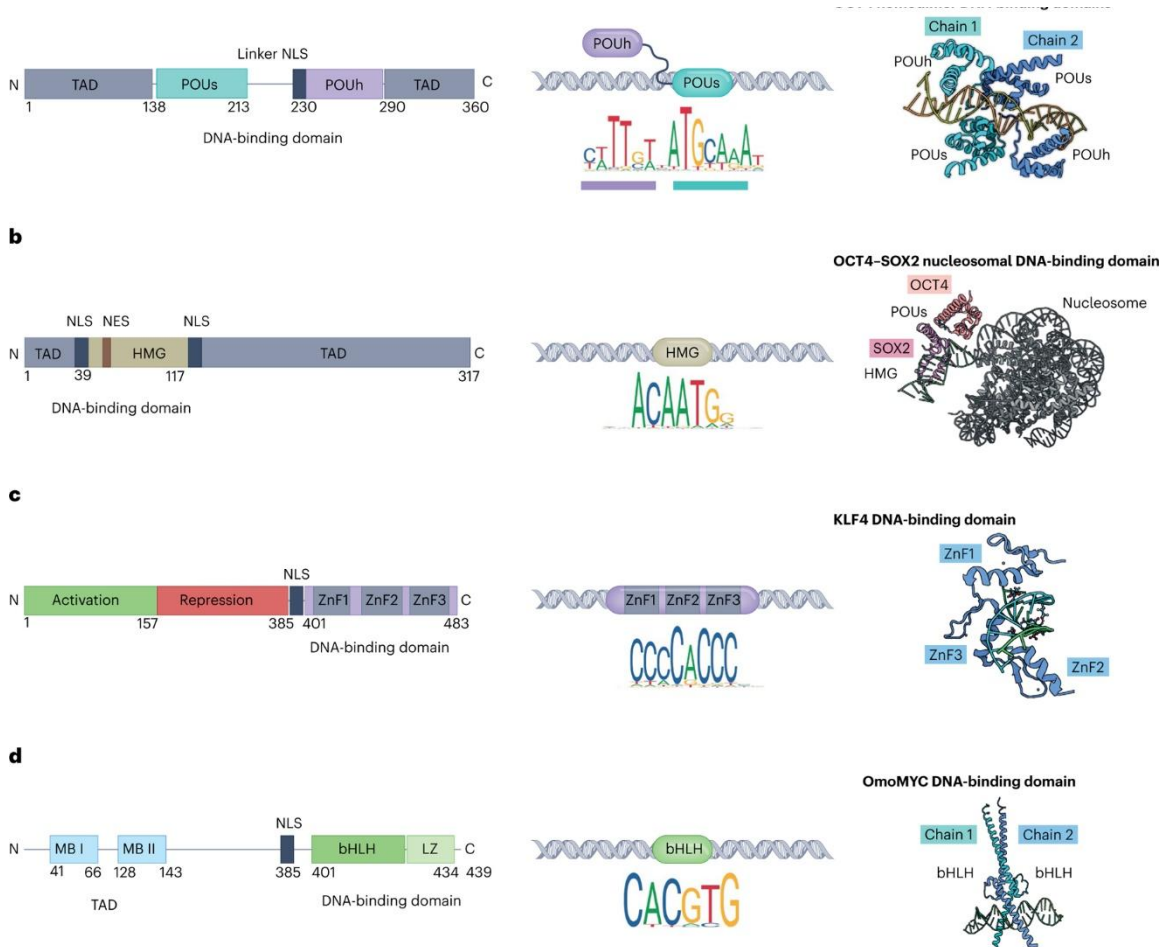 Linker NLS
N TAD POUs POUh TAD C
1 138 213 230 290 360
DNA-binding domain
POUh
POUs
CTTTGTATGCAAAT
Chain 1
Chain 2
POUh
POUs
POUs
POUh
b
NLS NES NLS
N TAD HMG TAD C
1 39 117 317
DNA-binding domain
HMG
ACAATGG
OCT4–SOX2 nucleosomal DNA-binding domain
OCT4
POUs
Nucleosome
SOX2
HMG
c
NLS
N Activation Repression ZnF1 ZnF2 ZnF3 C
1 157 385 401 483
DNA-binding domain
ZnF1 ZnF2 ZnF3
CCCCACCC
KLF4 DNA-binding domain
ZnF1
ZnF3
ZnF2
d
NLS
N MB I MB II bHLH LZ C
41 66 128 143 385 401 434 439
TAD
DNA-binding domain
bHLH
CACGTG
OmoMYC DNA-binding domain
Chain 1 Chain 2
bHLH bHLH